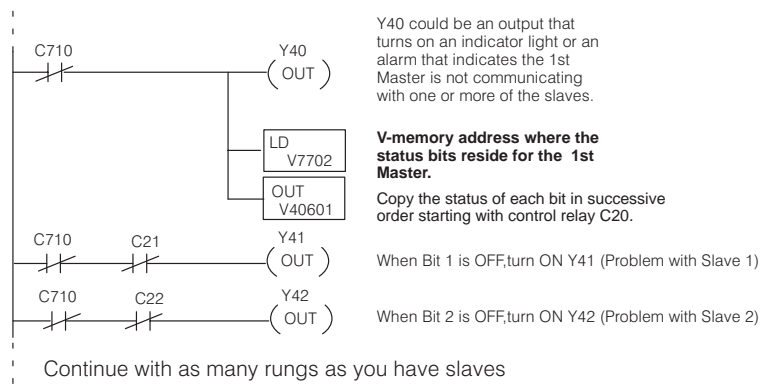 C710
Y40
OUT
Y40 could be an output that
turns on an indicator light or an
alarm that indicates the 1st
Master is not communicating
with one or more of the slaves.
LD
V7702
V-memory address where the
status bits reside for the 1st
Master.
OUT
V40601
Copy the status of each bit in successive
order starting with control relay C20.
C710
C21
Y41
OUT
When Bit 1 is OFF,turn ON Y41 (Problem with Slave 1)
C710
C22
Y42
OUT
When Bit 2 is OFF,turn ON Y42 (Problem with Slave 2)
Continue with as many rungs as you have slaves